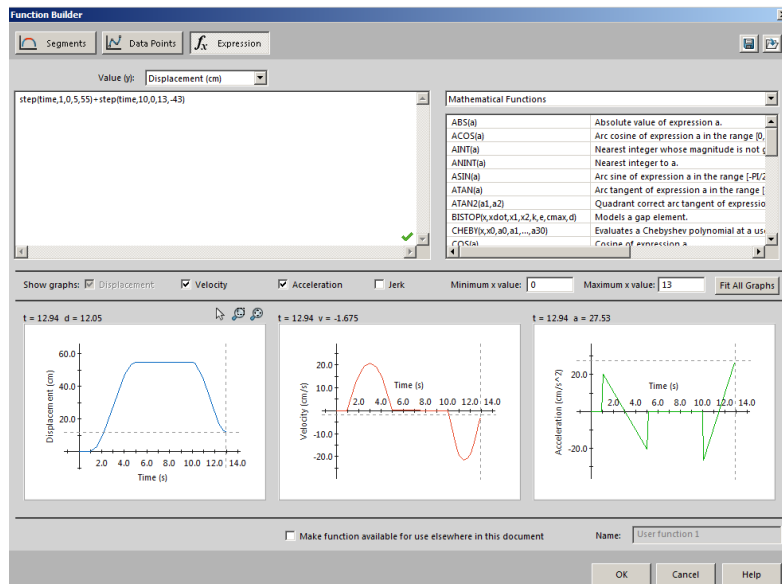 Function Builder
Segments Data Points fx Expression
Value (y): Displacement (cm)
step(time,1,0,5,55)+step(time,10,0,13,-43)
Mathematical Functions
ABS(a) Absolute value of expression a.
ACOS(a) Arc cosine of expression a in the range [0,
AINT(a) Nearest integer whose magnitude is not g
ANINT(a) Nearest integer to a.
ASIN(a) Arc sine of expression a in the range [-PI/2
ATAN(a) Arc tangent of expression a in the range [
ATAN2(a1,a2) Quadrant correct arc tangent of expressio
BISTOP(x,xdot,x1,x2,k,e,cmax,d) Models a gap element.
CHEBY(x,x0,a0,a1,...,a30) Evaluates a Chebyshev polynomial at a use
COS(a) Cosine of expression a
Show graphs: Displacement Velocity Acceleration Jerk Minimum x value: 0 Maximum x value: 13 Fit All Graphs
t = 12.94 d = 12.05
60.0
40.0
20.0
Displacement (cm)
2.0 4.0 6.0 8.0 10.0 12.0 14.0
Time (s)
t = 12.94 v = -1.675
20.0
10.0
-10.0
-20.0
Velocity (cm/s)
Time (s)
2.0 4.0 6.0 8.0 10.0 12.0 14.0
t = 12.94 a = 27.53
20.0
-20.0
Acceleration (cm/s^2)
Time (s)
2.0 4.0 6.0 8.0 10.0 12.0 14.0
Make function available for use elsewhere in this document Name: User function 1
OK Cancel Help